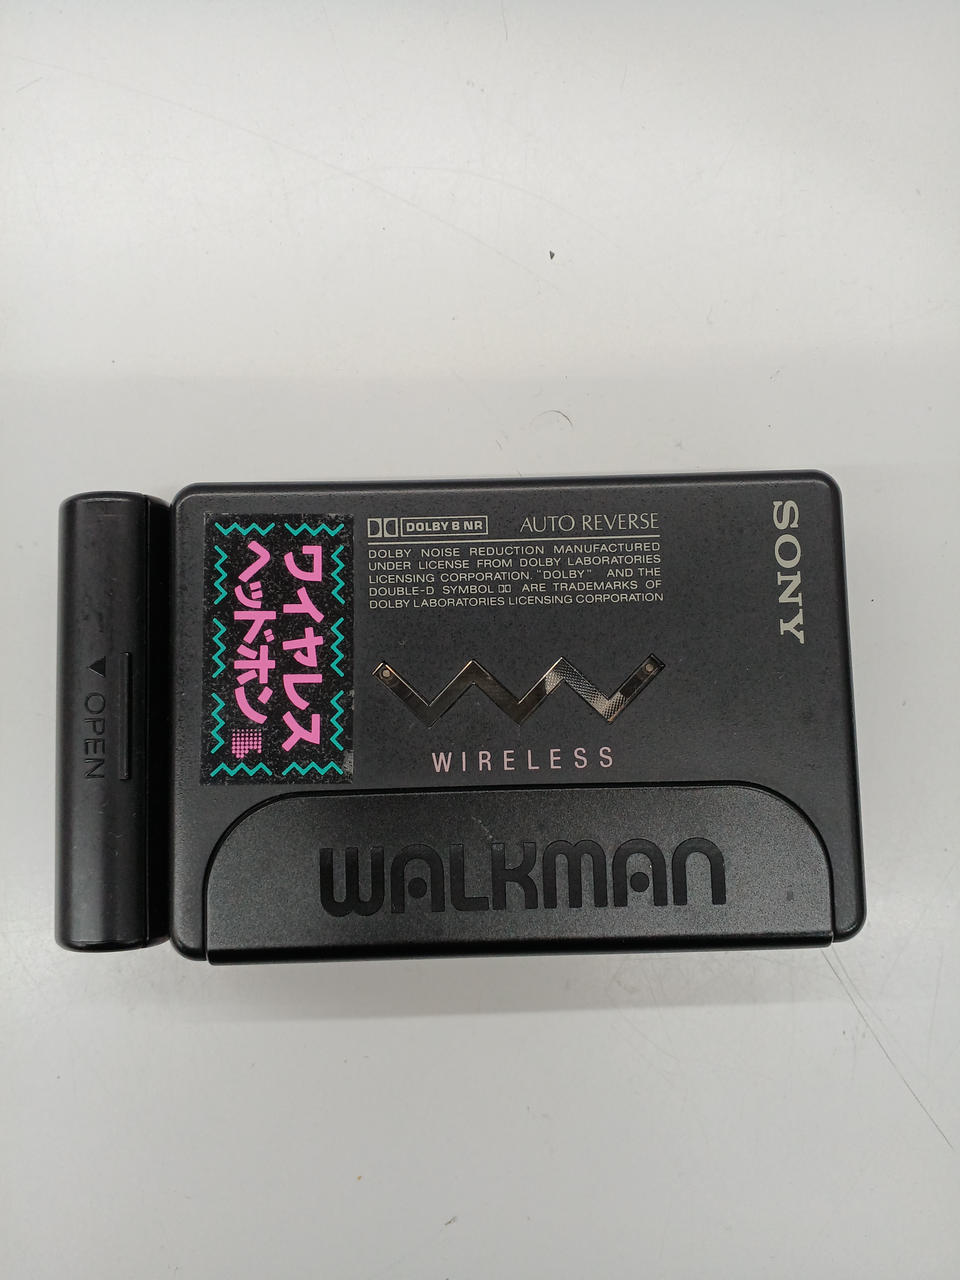 DOLBY B NR AUTO REVERSE
DOLBY NOISE REDUCTION MANUFACTURED
UNDER LICENSE FROM DOLBY LABORATORIES
LICENSING CORPORATION. "DOLBY" AND THE
DOUBLE-D SYMBOL ARE TRADEMARKS OF
DOLBY LABORATORIES LICENSING CORPORATION
SONY
ワイヤレス
ヘッドホン
OPEN
WIRELESS
WALKMAN